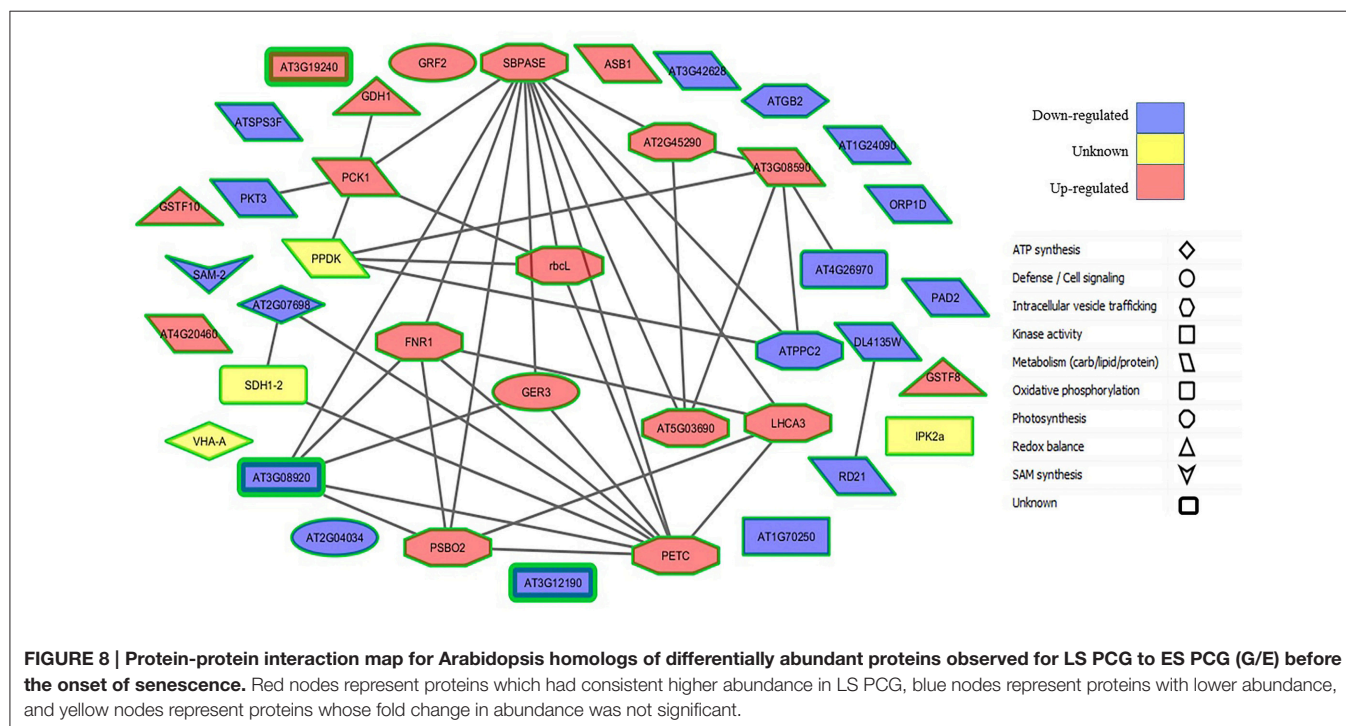 AT3G19240
GRF2
SBPASE
ASB1
AT3G42628
GDH1
ATGB2
ATSPS3F
AT2G45290
AT1G24090
PCK1
AT3G08590
PKT3
ORP1D
GSTF10
PPDK
rbcL
SAM-2
AT4G26970
AT2G07698
PAD2
AT4G20460
FNR1
ATPPC2
DL4135W
SDH1-2
GER3
GSTF8
VHA-A
AT5G03690
LHCA3
IPK2a
AT3G08920
RD21
AT2G04034
PSBO2
PETC
AT1G70250
AT3G12190
Down-regulated
Unknown
Up-regulated
ATP synthesis
Defense / Cell signaling
Intracellular vesicle trafficking
Kinase activity
Metabolism (carb/lipid/protein)
Oxidative phosphorylation
Photosynthesis
Redox balance
SAM synthesis
Unknown
FIGURE 8 | Protein-protein interaction map for Arabidopsis homologs of differentially abundant proteins observed for LS PCG to ES PCG (G/E) before
the onset of senescence. Red nodes represent proteins which had consistent higher abundance in LS PCG, blue nodes represent proteins with lower abundance,
and yellow nodes represent proteins whose fold change in abundance was not significant.